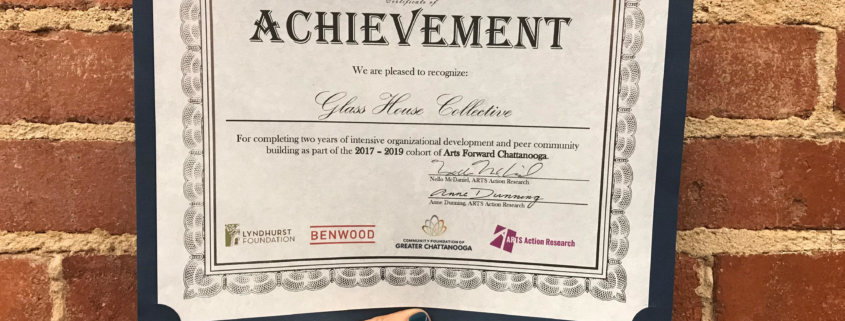 Certificate of
ACHIEVEMENT
We are pleased to recognize:
Glass House Collective
For completing two years of intensive organizational development and peer community
building as part of the 2017 – 2019 cohort of Arts Forward Chattanooga.
Nello McDaniel, ARTS Action Research
Anne Dunning
Anne Dunning, ARTS Action Research
LYNDHURST
FOUNDATION
BENWOOD
COMMUNITY FOUNDATION OF
GREATER CHATTANOOGA
ARTS Action Research